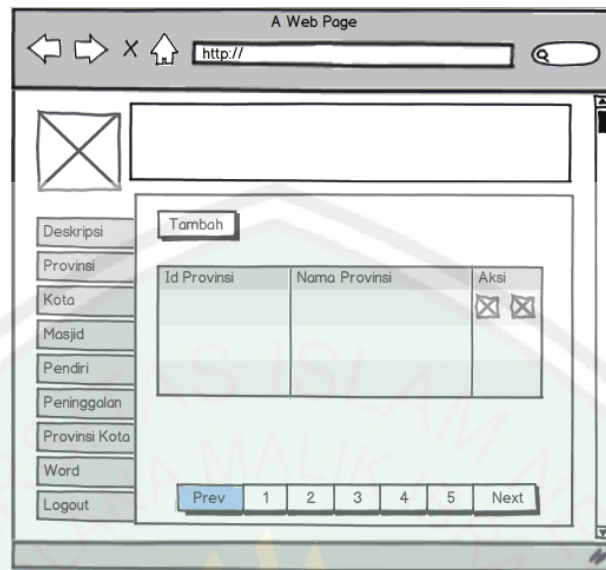 A Web Page
http://
Deskripsi
Provinsi
Kota
Masjid
Pendiri
Peninggalan
Provinsi Kota
Word
Logout
Tambah
Id Provinsi Nama Provinsi Aksi
Prev 1 2 3 4 5 Next